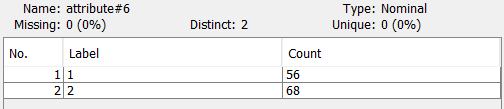 Name: attribute#6 Type: Nominal
Missing: 0 (0%) Distinct: 2 Unique: 0 (0%)
No. Label Count
1 1 56
2 2 68